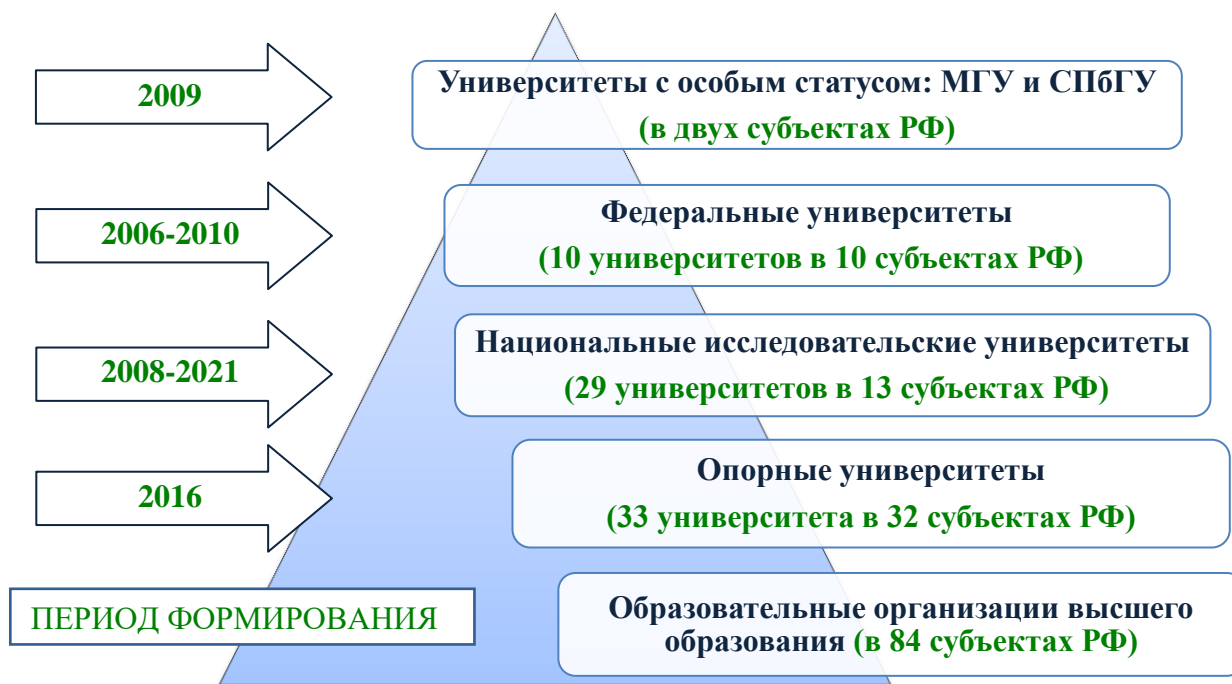 2009
Университеты с особым статусом: МГУ и СПбГУ
(в двух субъектах РФ)
2006-2010
Федеральные университеты
(10 университетов в 10 субъектах РФ)
2008-2021
Национальные исследовательские университеты
(29 университетов в 13 субъектах РФ)
2016
Опорные университеты
(33 университета в 32 субъектах РФ)
ПЕРИОД ФОРМИРОВАНИЯ
Образовательные организации высшего
образования (в 84 субъектах РФ)